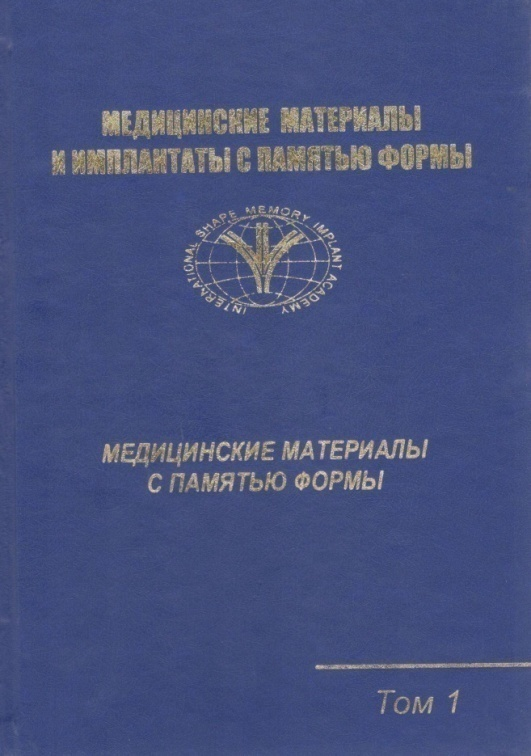 МЕДИЦИНСКИЕ МАТЕРИАЛЫ
И ИМПЛАНТАТЫ С ПАМЯТЬЮ ФОРМЫ
INTERNATIONAL SHAPE MEMORY IMPLANT ACADEMY
МЕДИЦИНСКИЕ МАТЕРИАЛЫ
С ПАМЯТЬЮ ФОРМЫ
Том 1